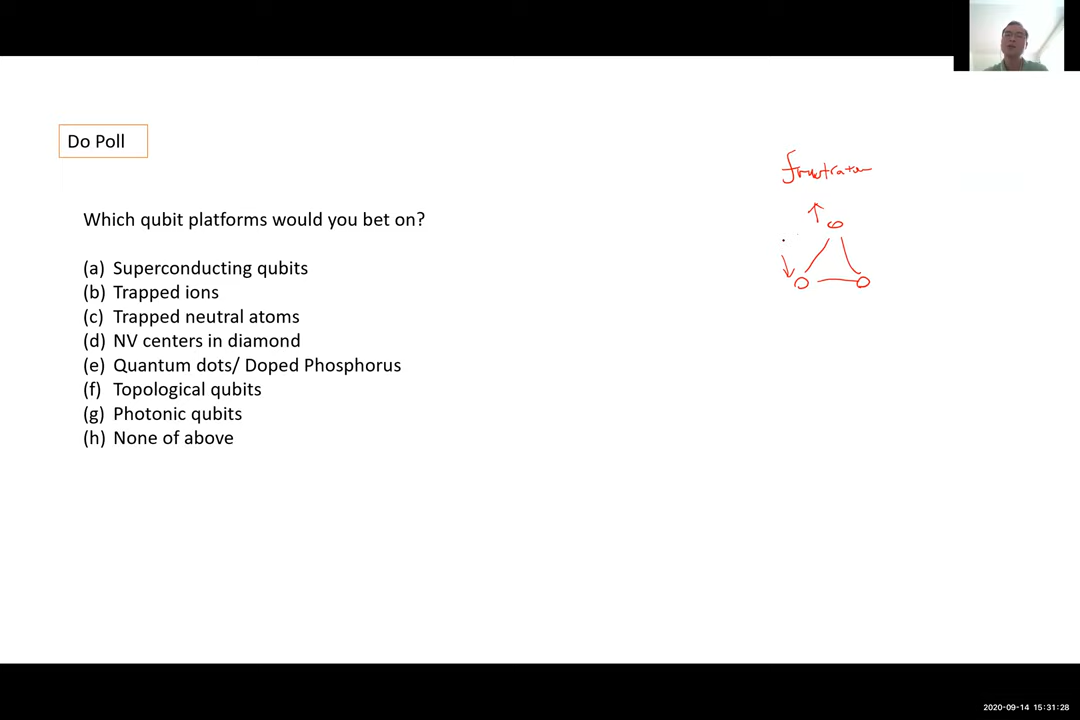 Do Poll
frustration
Which qubit platforms would you bet on?
(a) Superconducting qubits
(b) Trapped ions
(c) Trapped neutral atoms
(d) NV centers in diamond
(e) Quantum dots/ Doped Phosphorus
(f) Topological qubits
(g) Photonic qubits
(h) None of above
2020-09-14 15:31:28